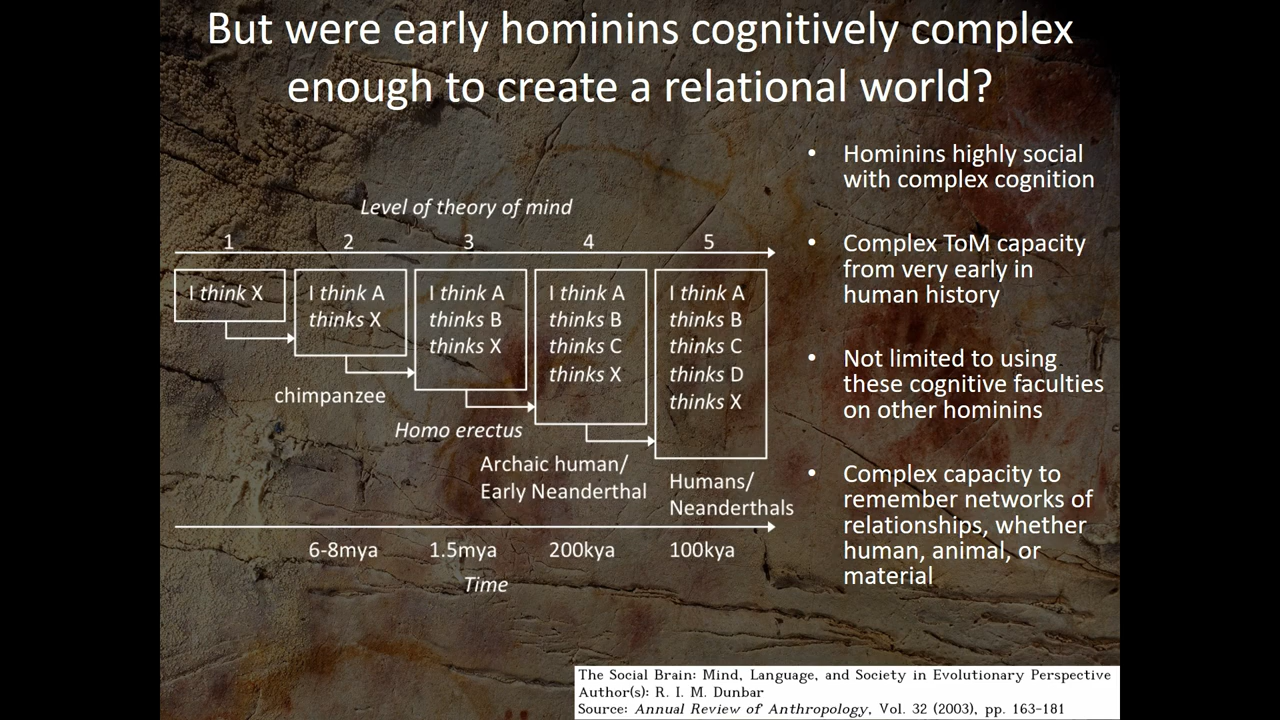 But were early hominins cognitively complex
enough to create a relational world?
Level of theory of mind
1 2 3 4 5
I think X
I think A
thinks X
I think A
thinks B
thinks X
I think A
thinks B
thinks C
thinks X
I think A
thinks B
thinks C
thinks D
thinks X
chimpanzee
Homo erectus
Archaic human/
Early Neanderthal
Humans/
Neanderthals
6-8mya 1.5mya 200kya 100kya
Time
• Hominins highly social
with complex cognition
• Complex ToM capacity
from very early in
human history
• Not limited to using
these cognitive faculties
on other hominins
• Complex capacity to
remember networks of
relationships, whether
human, animal, or
material
The Social Brain: Mind, Language, and Society in Evolutionary Perspective
Author(s): R. I. M. Dunbar
Source: Annual Review of Anthropology, Vol. 32 (2003), pp. 163-181